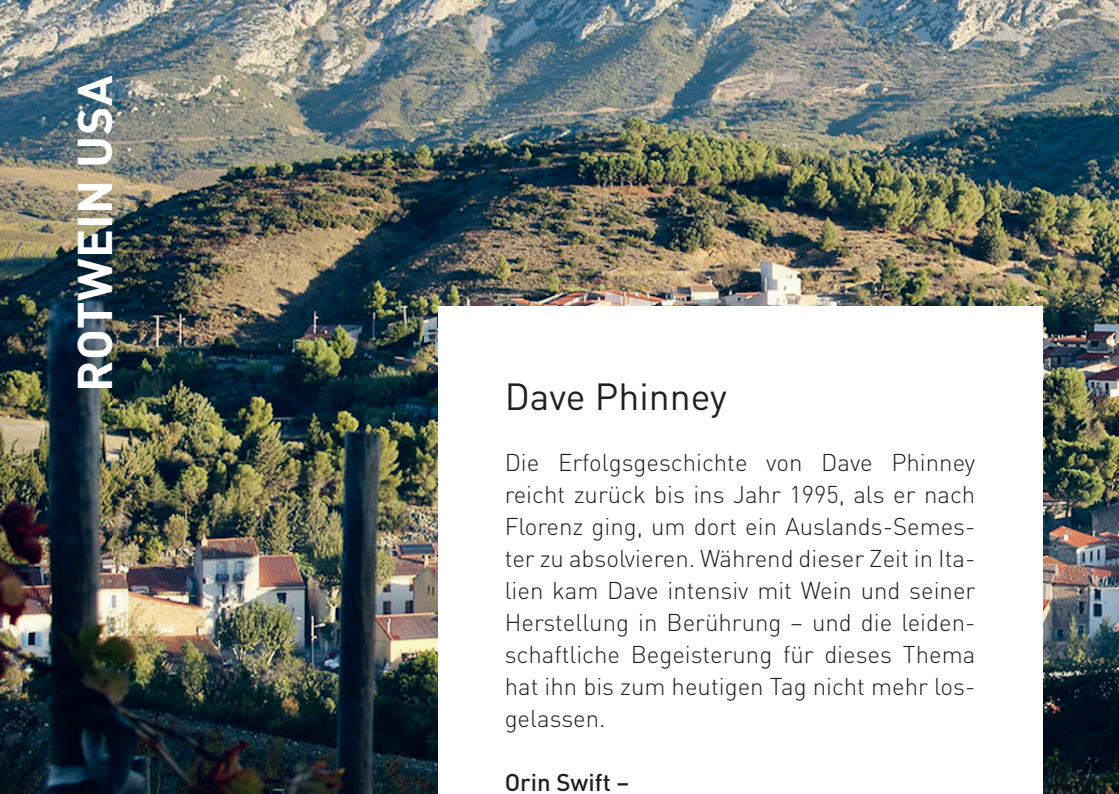 ROTWEIN USA
Dave Phinney
Die Erfolgsgeschichte von Dave Phinney
reicht zurück bis ins Jahr 1995, als er nach
Florenz ging, um dort ein Auslands-Semes-
ter zu absolvieren. Während dieser Zeit in Ita-
lien kam Dave intensiv mit Wein und seiner
Herstellung in Berührung – und die leiden-
schaftliche Begeisterung für dieses Thema
hat ihn bis zum heutigen Tag nicht mehr los-
gelassen.
Orin Swift –